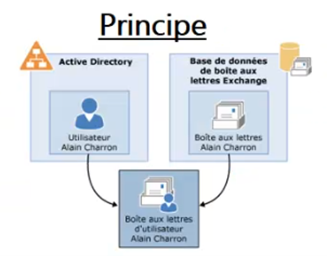 Principe
Active Directory
Utilisateur
Alain Charron
Base de données
de boîte aux
lettres Exchange
Boîte aux lettres
Alain Charron
Boîte aux lettres
d'utilisateur
Alain Charron